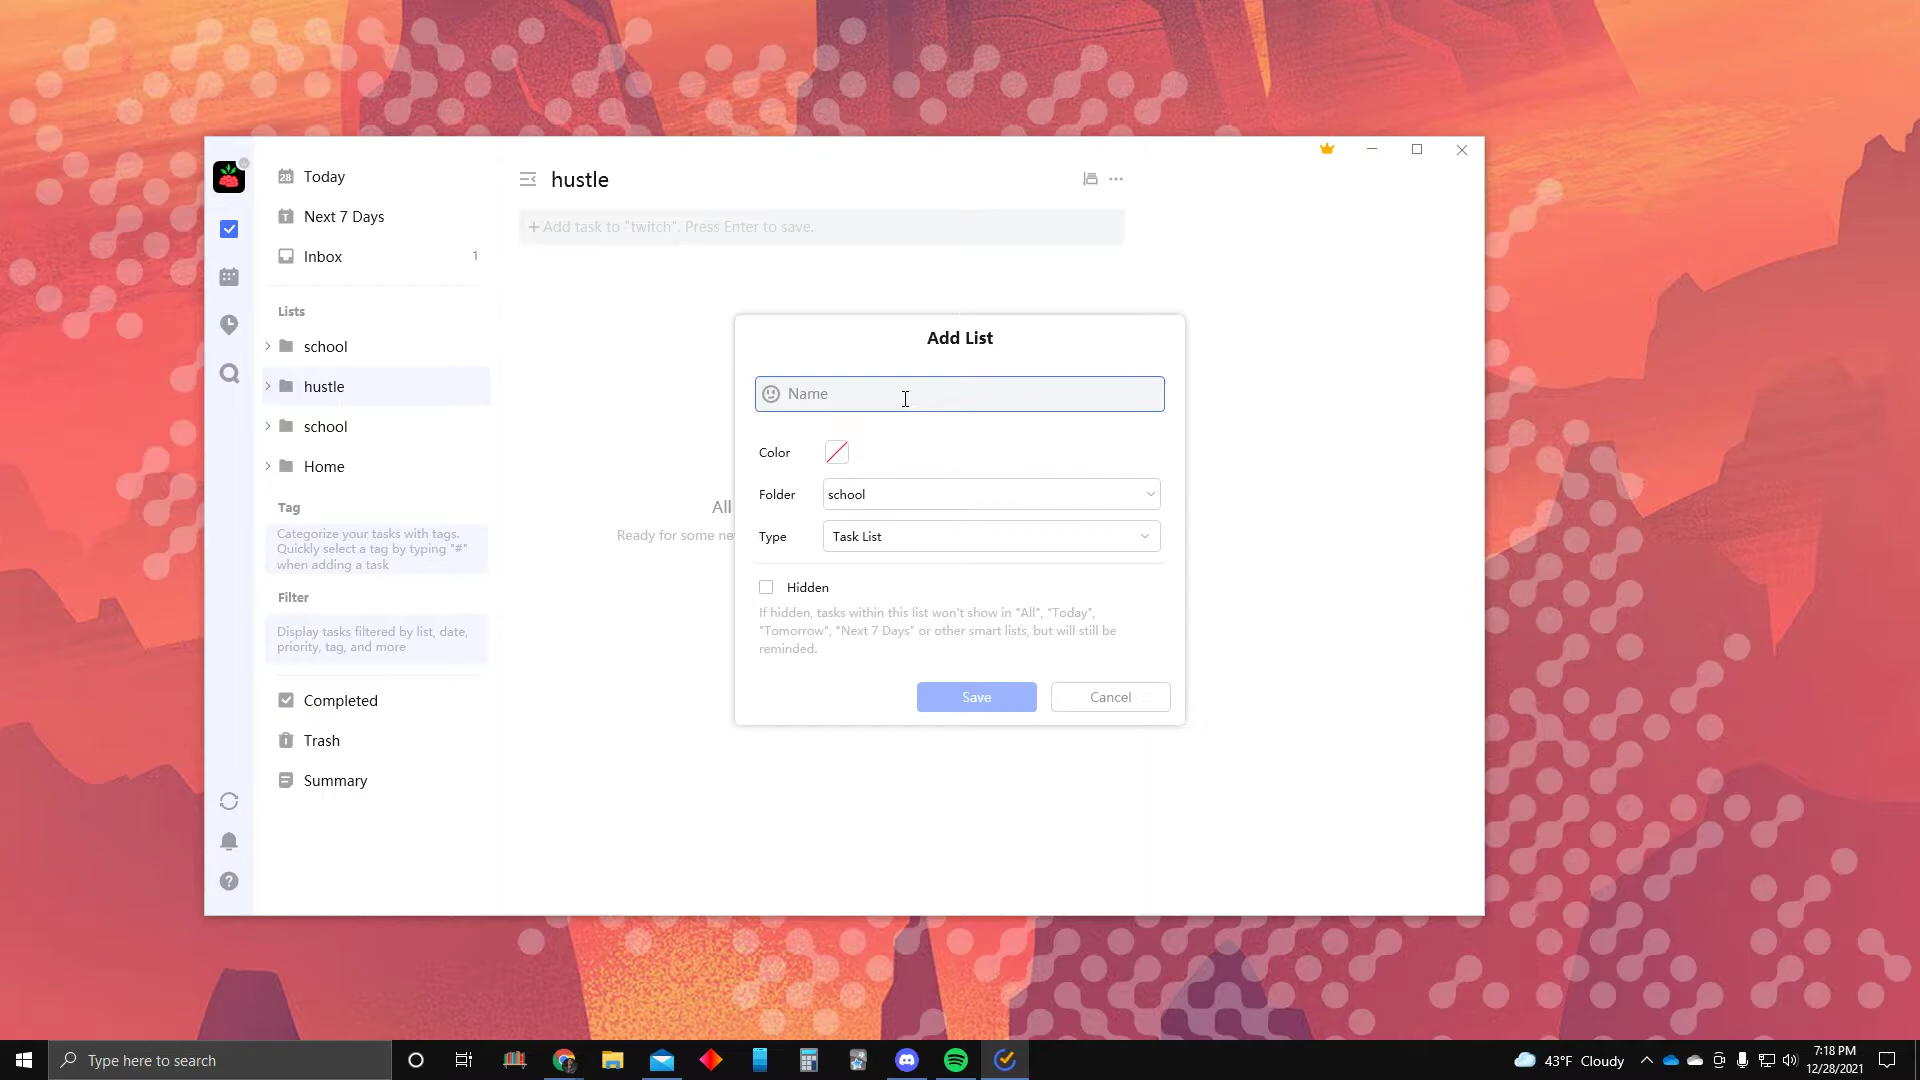 28 Today
Next 7 Days
Inbox 1
Lists
school
hustle
school
Home
Tag
Categorize your tasks with tags.
Quickly select a tag by typing "#"
when adding a task
Filter
Display tasks filtered by list, date,
priority, tag, and more
Completed
Trash
Summary
hustle
+ Add task to "twitch". Press Enter to save.
All
Ready for some ne
Add List
Name
Color
Folder school
Type Task List
Hidden
If hidden, tasks within this list won't show in "All", "Today",
"Tomorrow", "Next 7 Days" or other smart lists, but will still be
reminded.
Save Cancel
Type here to search
43°F Cloudy
7:18 PM
12/28/2021